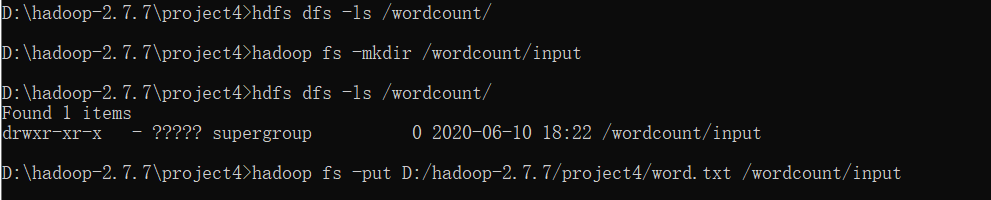 D:\hadoop-2.7.7\project4>hdfs dfs -ls /wordcount/
D:\hadoop-2.7.7\project4>hadoop fs -mkdir /wordcount/input
D:\hadoop-2.7.7\project4>hdfs dfs -ls /wordcount/
Found 1 items
drwxr-xr-x   - ????? supergroup          0 2020-06-10 18:22 /wordcount/input
D:\hadoop-2.7.7\project4>hadoop fs -put D:/hadoop-2.7.7/project4/word.txt /wordcount/input